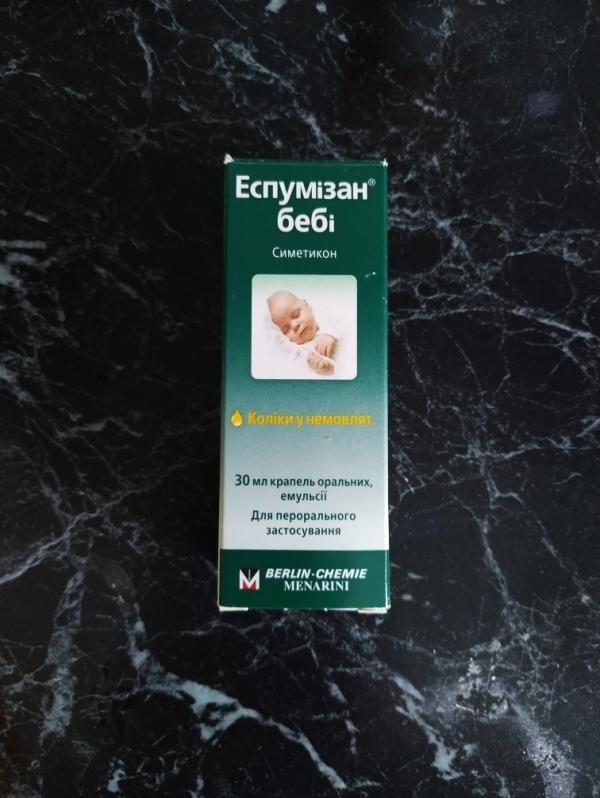 Еспумізан®
бебі
Симетикон
Коліки у немовлят
30 мл крапель оральних,
емульсії
Для перорального
застосування
BERLIN-CHEMIE
MENARINI